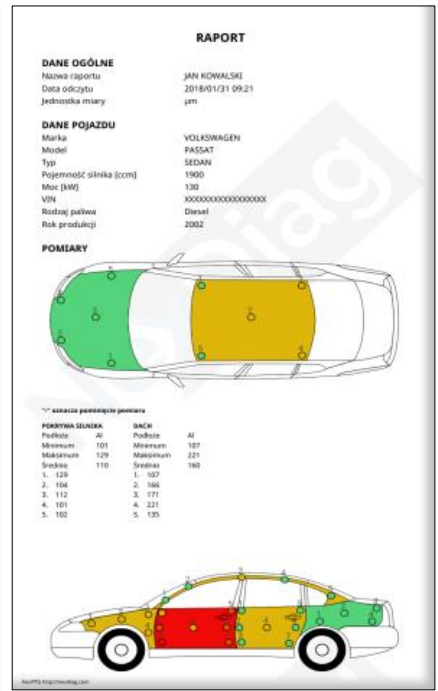 RAPORT
DANE OGÓLNE
Nazwa raportu JAN KOWALSKI
Data odczytu 2018/01/31 09:21
Jednostka miary µm
DANE POJAZDU
Marka VOLKSWAGEN
Model PASSAT
Typ SEDAN
Pojemność silnika [ccm] 1900
Moc [kW] 130
VIN XXXXXXXXXXXXXXXXX
Rodzaj paliwa Diesel
Rok produkcji 2002
POMIARY
"-" oznacza pominięcie pomiaru
POKRYWA SILNIKA DACH
Podłoże Al Podłoże Al
Minimum 101 Minimum 107
Maksimum 129 Maksimum 221
Średnio 110 Średnio 160
1. 129 1. 107
2. 104 2. 166
3. 112 3. 171
4. 101 4. 221
5. 102 5. 135